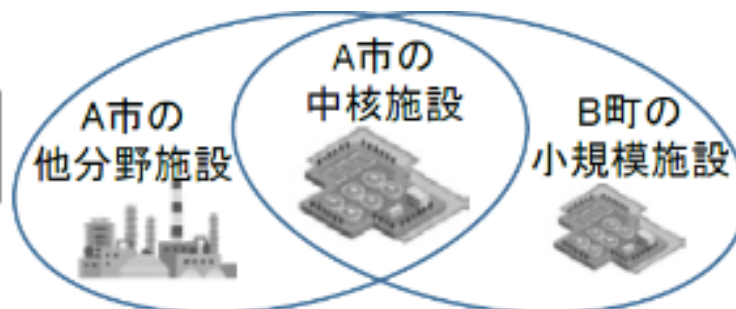 A市の
他分野施設
A市の
中核施設
B町の
小規模施設